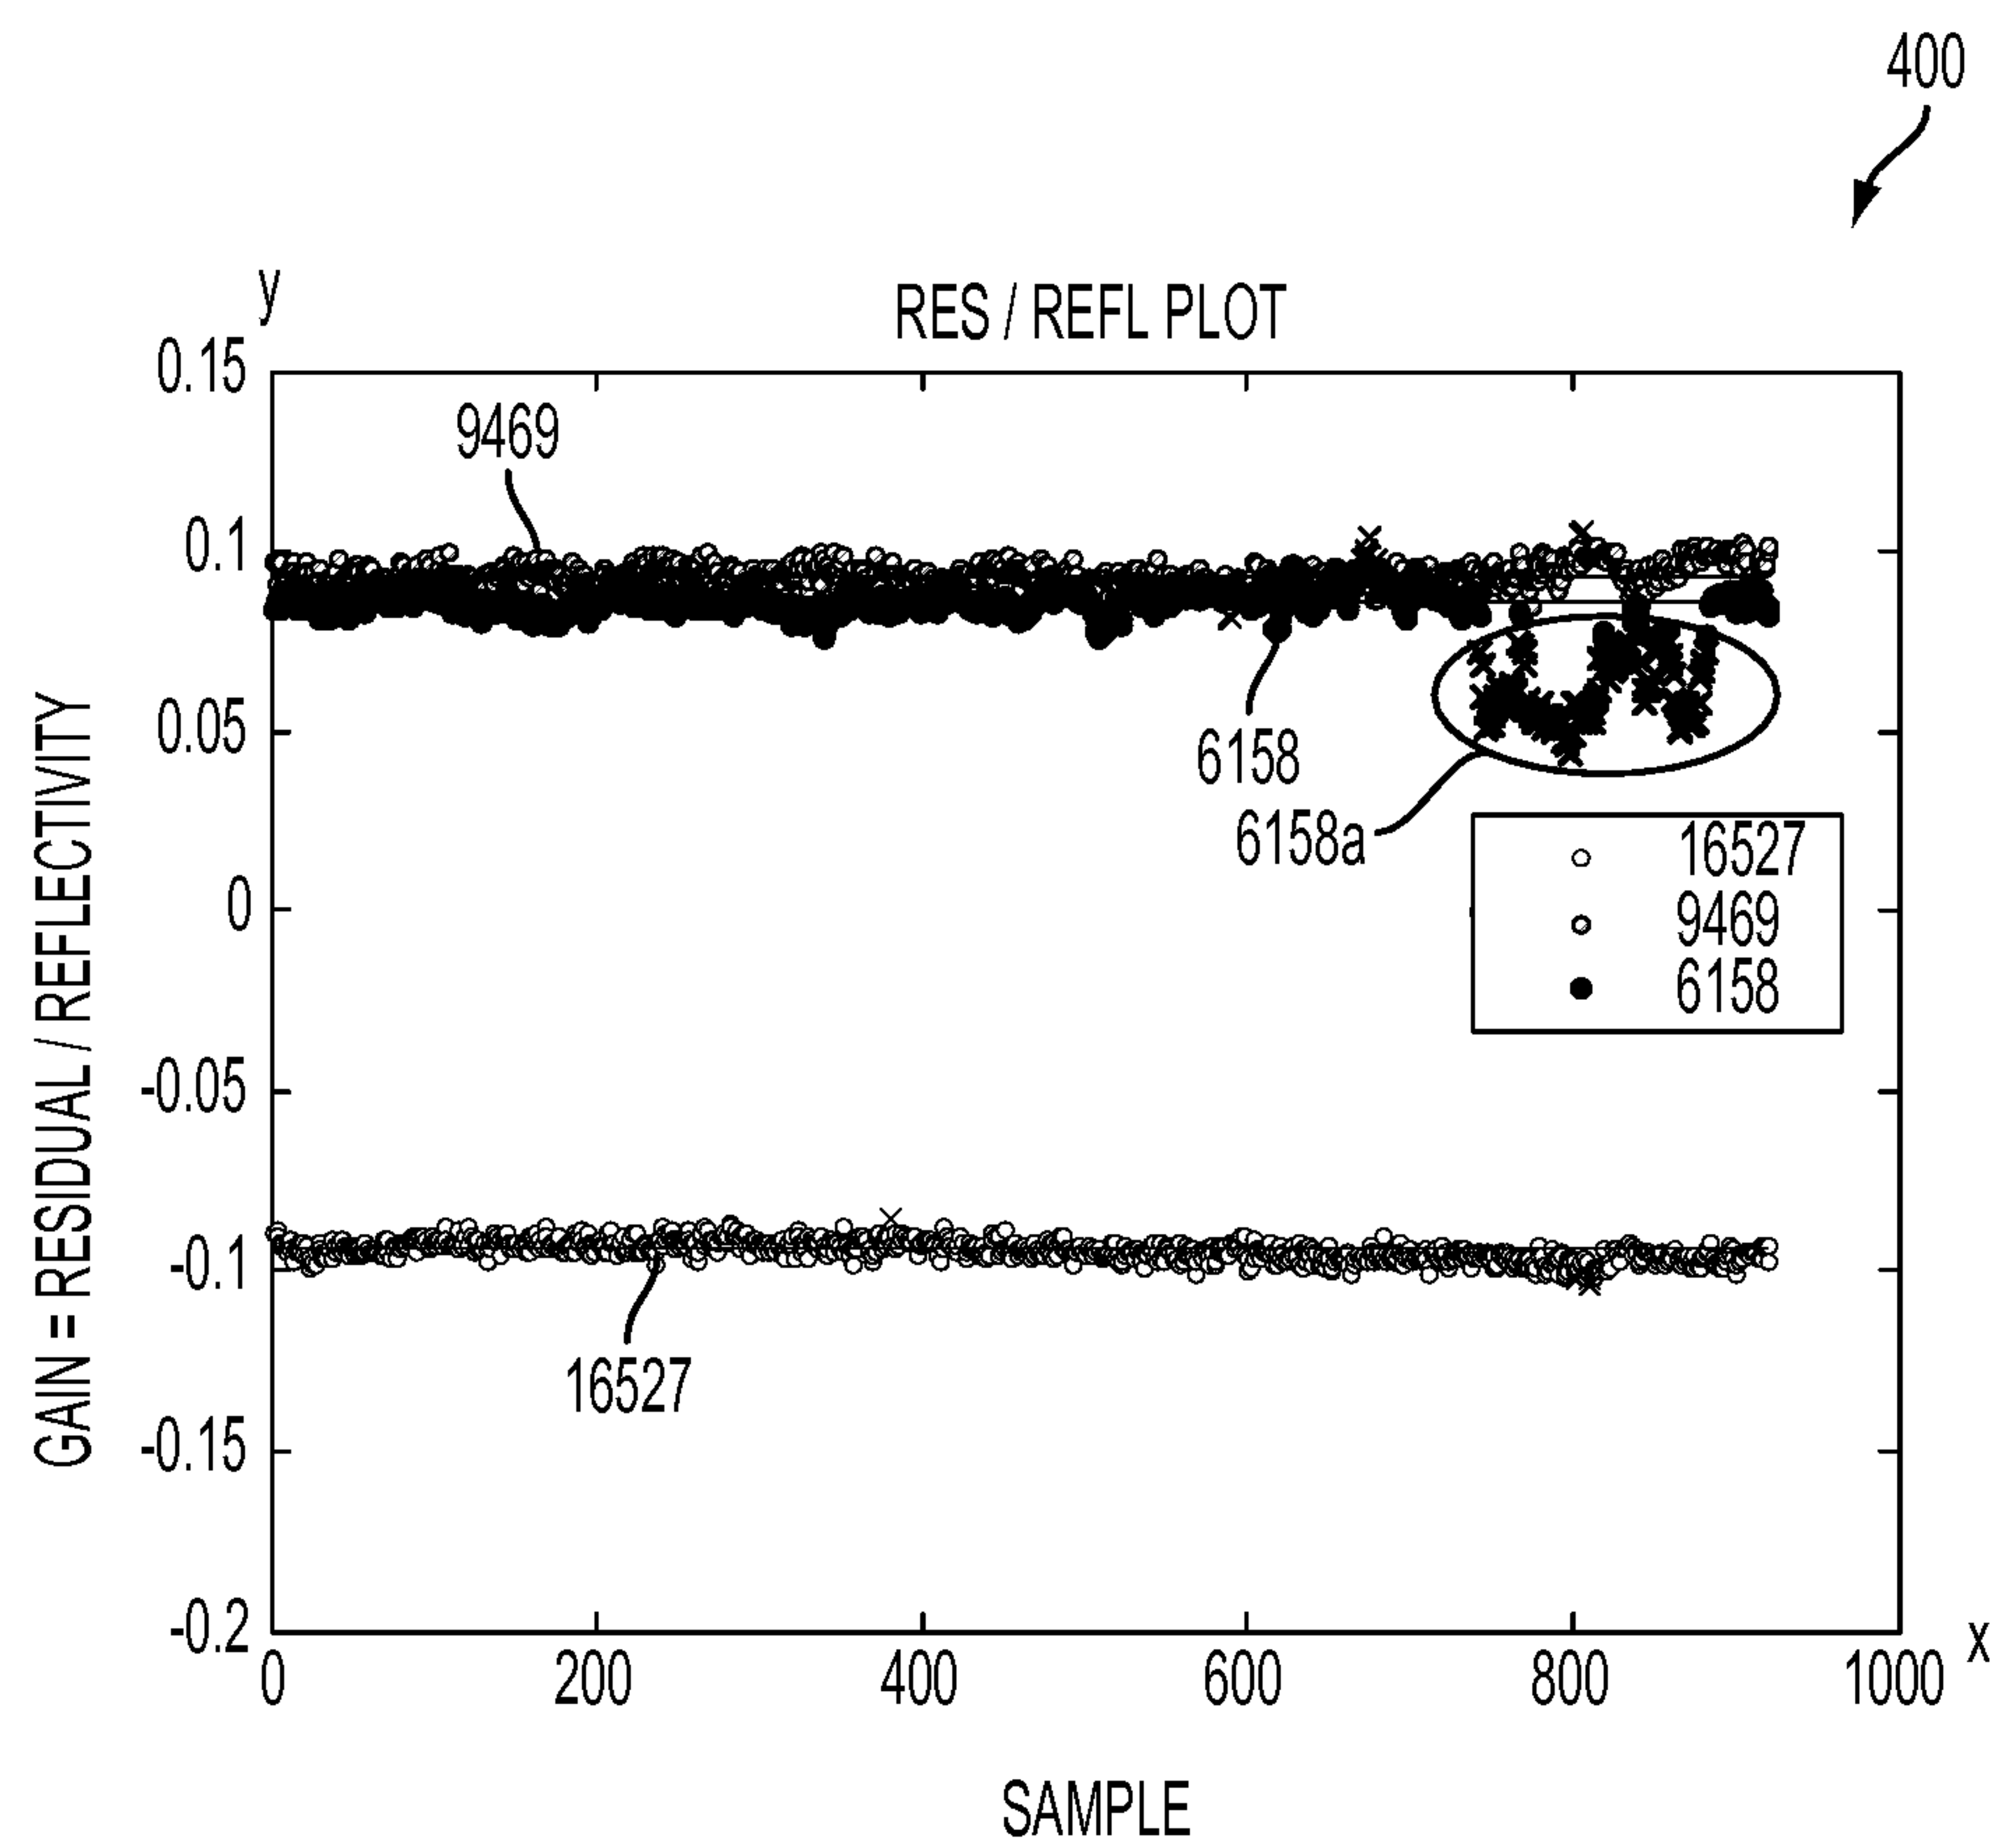 400
y
RES / REFL PLOT
0.15
9469
0.1
0.05
6158
6158a
16527
0
9469
6158
-0.05
-0.1
16527
-0.15
-0.2
0 200 400 600 800 1000 x
GAIN = RESIDUAL / REFLECTIVITY
SAMPLE